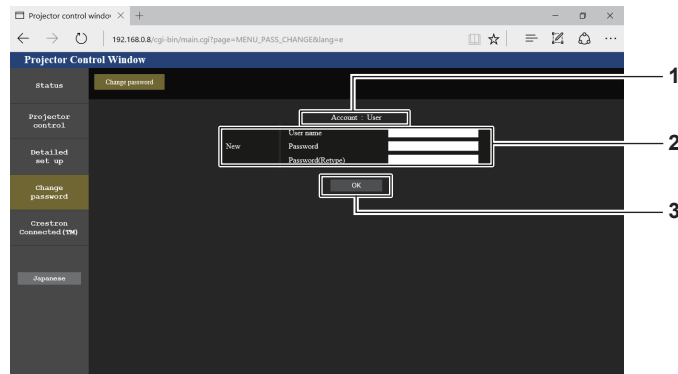 Projector control window
192.168.0.8/cgi-bin/main.cgi?page=MENU_PASS_CHANGE&lang=e
Projector Control Window
Status
Change password
1
Projector
control
Account : User
User name
New
Password
2
Password(Retype)
Detailed
set up
OK
Change
password
3
Crestron
Connected(TM)
Japanese